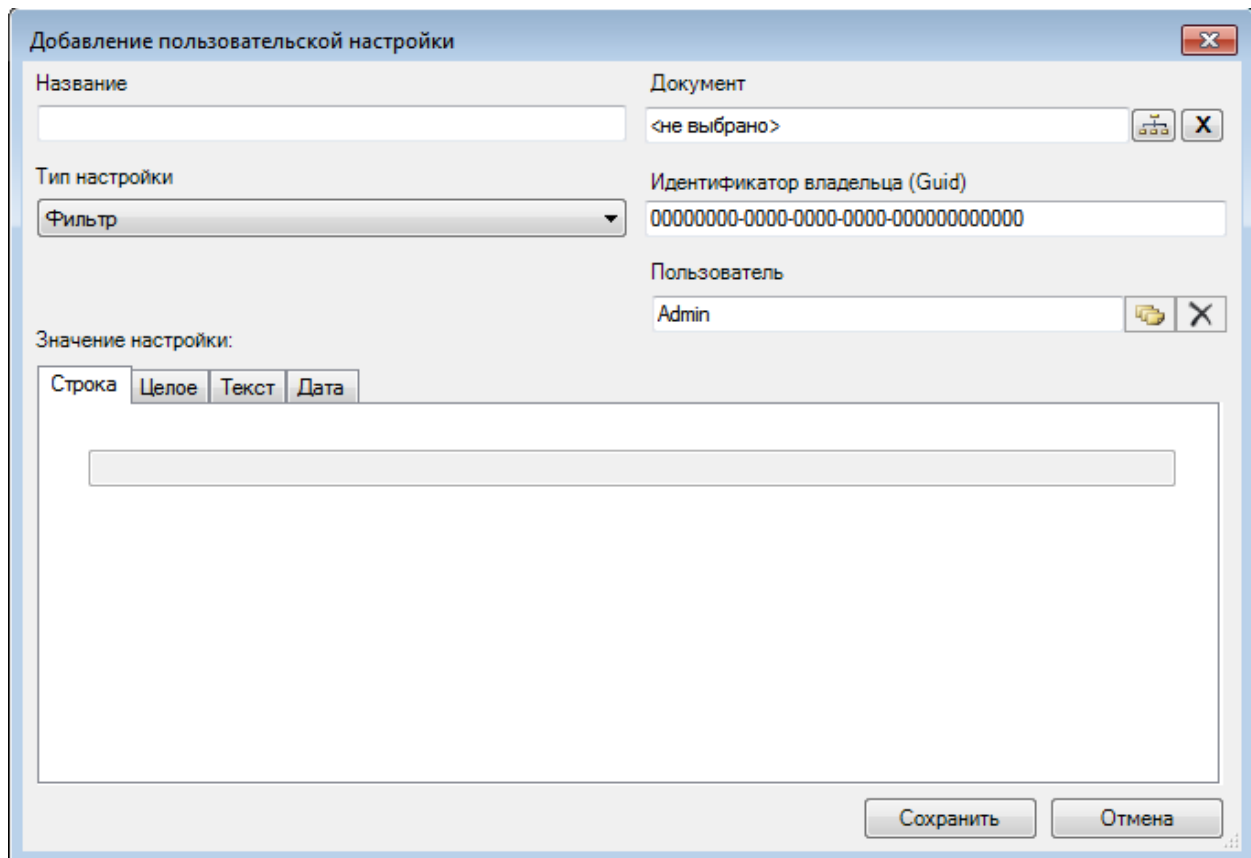 Добавление пользовательской настройки
Название
Документ
<не выбрано>
X
Тип настройки
Идентификатор владельца (Guid)
Фильтр
00000000-0000-0000-0000-000000000000
Пользователь
Admin
Значение настройки:
Строка Целое Текст Дата
Сохранить Отмена